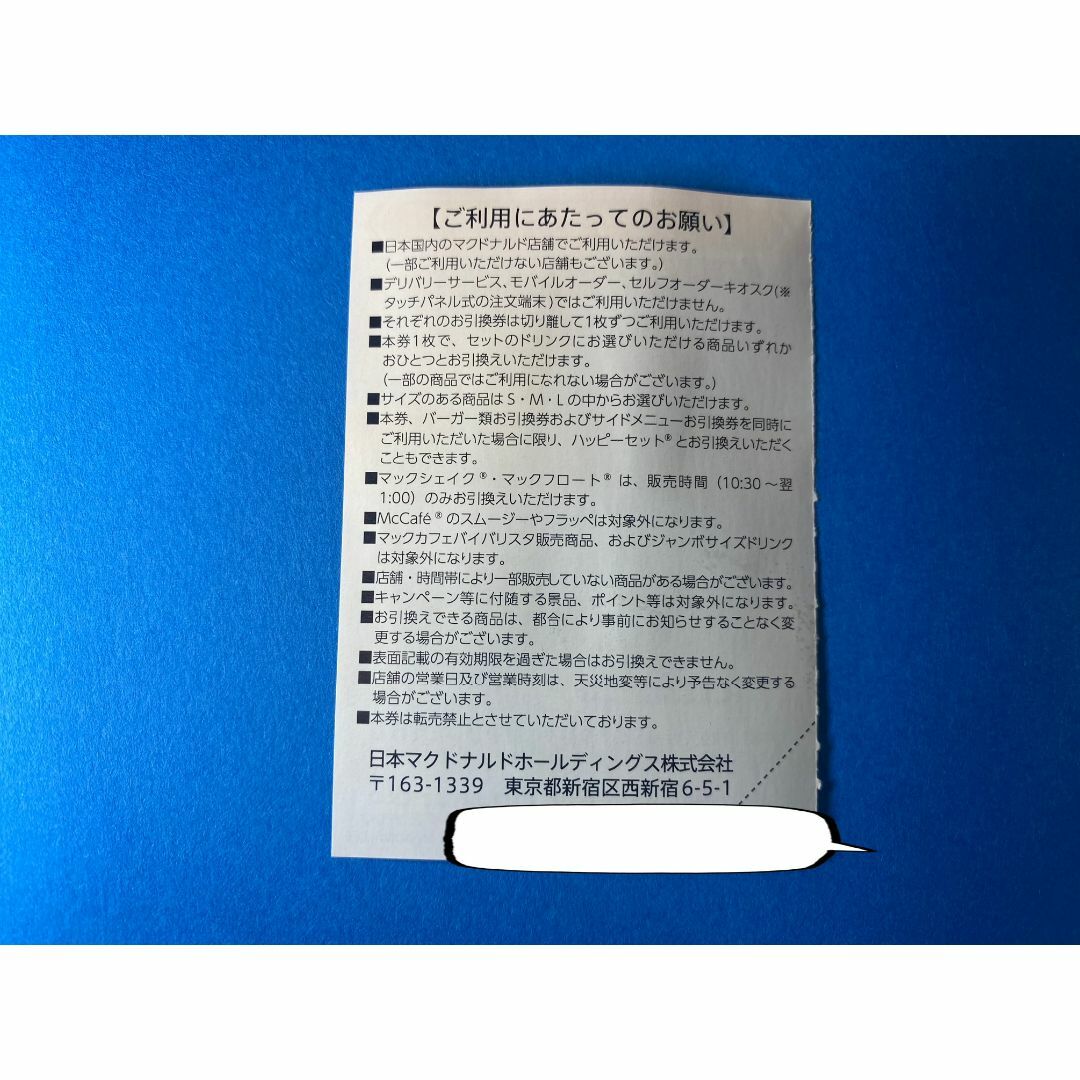 【ご利用にあたってのお願い】
■日本国内のマクドナルド店舗でご利用いただけます。
(一部ご利用いただけない店舗もございます。)
■デリバリーサービス、モバイルオーダー、セルフオーダーキオスク(※
タッチパネル式の注文端末)ではご利用いただけません。
■それぞれのお引換券は切り離して1枚ずつご利用いただけます。
■本券1枚で、セットのドリンクにお選びいただける商品いずれか
おひとつとお引換えいただけます。
(一部の商品ではご利用になれない場合がございます。)
■サイズのある商品はS・M・Lの中からお選びいただけます。
■本券、バーガー類お引換券およびサイドメニューお引換券を同時に
ご利用いただいた場合に限り、ハッピーセット®とお引換えいただく
こともできます。
■マックシェイク®・マックフロート®は、販売時間(10:30~翌
1:00)のみお引換えいただけます。
■McCafé®のスムージーやフラッペは対象外になります。
■マックカフェバイバリスタ販売商品、およびジャンボサイズドリンク
は対象外になります。
■店舗・時間帯により一部販売していない商品がある場合がございます。
■キャンペーン等に付随する景品、ポイント等は対象外になります。
■お引換えできる商品は、都合により事前にお知らせすることなく変
更する場合がございます。
■表面記載の有効期限を過ぎた場合はお引換えできません。
■店舗の営業日及び営業時刻は、天災地変等により予告なく変更する
場合がございます。
■本券は転売禁止とさせていただいております。
日本マクドナルドホールディングス株式会社
〒163-1339 東京都新宿区西新宿6-5-1